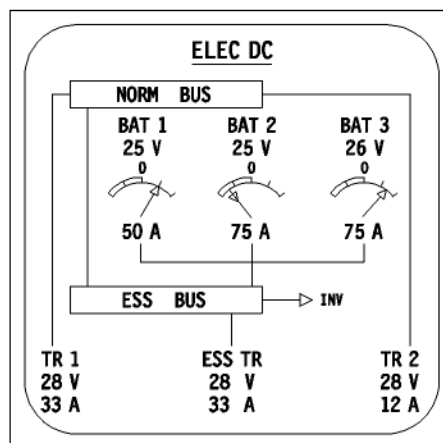 ELEC DC
NORM BUS
BAT 1 BAT 2 BAT 3
25 V 25 V 26 V
0 0 0
50 A 75 A 75 A
ESS BUS INV
TR 1 ESS TR TR 2
28 V 28 V 28 V
33 A 33 A 12 A